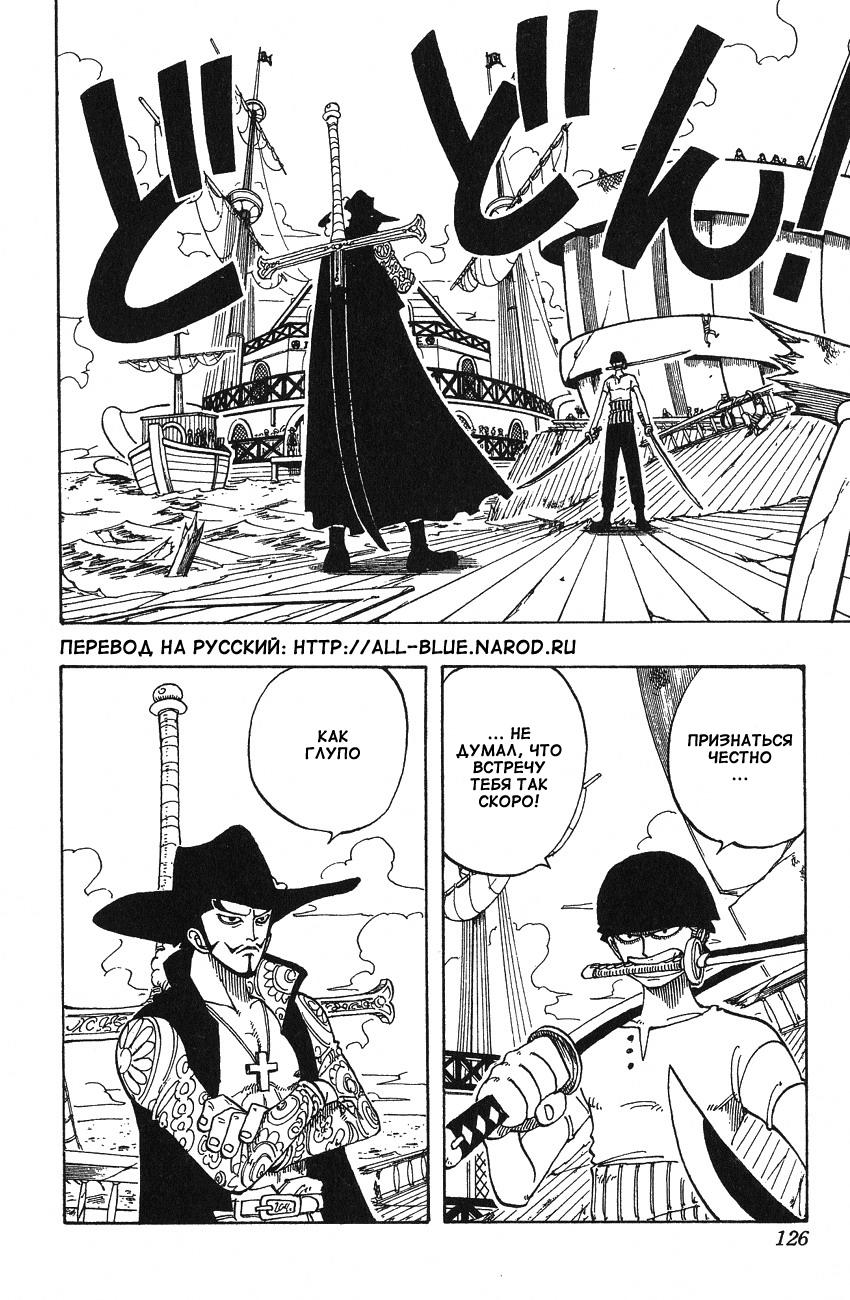 どどん!
ПЕРЕВОД НА РУССКИЙ: HTTP://ALL-BLUE.NAROD.RU
ПРИЗНАТЬСЯ
ЧЕСТНО
...
... НЕ
ДУМАЛ, ЧТО
ВСТРЕЧУ
ТЕБЯ ТАК
СКОРО!
КАК
ГЛУПО
126